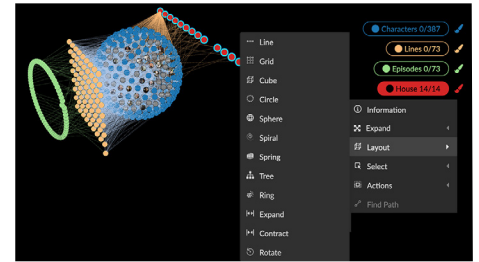 Characters 0/387
Lines 0/73
Episodes 0/73
House 14/14
Line
Grid
Cube
Circle
Sphere
Spiral
Spring
Tree
Ring
Expand
Contract
Rotate
Information
Expand
Layout
Select
Actions
Find Path